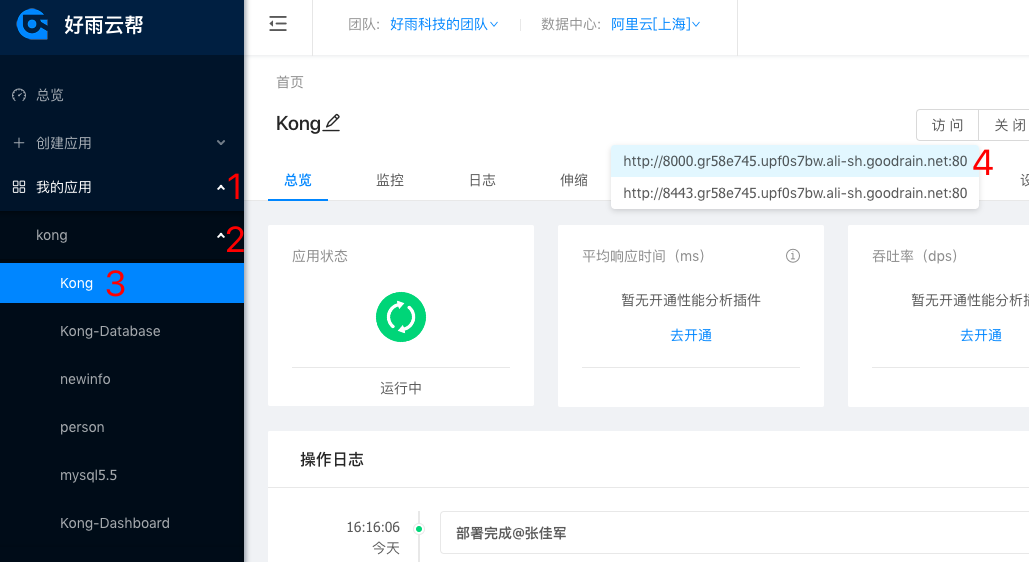 好雨云帮
团队: 好雨科技的团队
数据中心: 阿里云[上海]
总览
创建应用
我的应用
1
kong
2
Kong
3
Kong-Database
newinfo
person
mysql5.5
Kong-Dashboard
首页
Kong
访 问
关 闭
http://8000.gr58e745.upf0s7bw.ali-sh.goodrain.net:80
4
http://8443.gr58e745.upf0s7bw.ali-sh.goodrain.net:80
总览
监控
日志
伸缩
应用状态
运行中
平均响应时间（ms）
暂无开通性能分析插件
去开通
吞吐率（dps）
暂无开通性能分析插
去开通
操作日志
16:16:06
今天
部署完成@张佳军